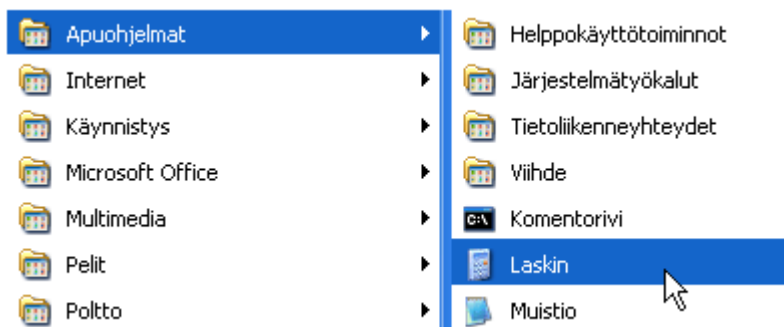 Apuohjelmat
Internet
Käynnistys
Microsoft Office
Multimedia
Pelit
Poltto
Helppokäyttötoiminnot
Järjestelmätyökalut
Tietoliikenneyhteydet
Viihde
C:\
Komentorivi
Laskin
Muistio